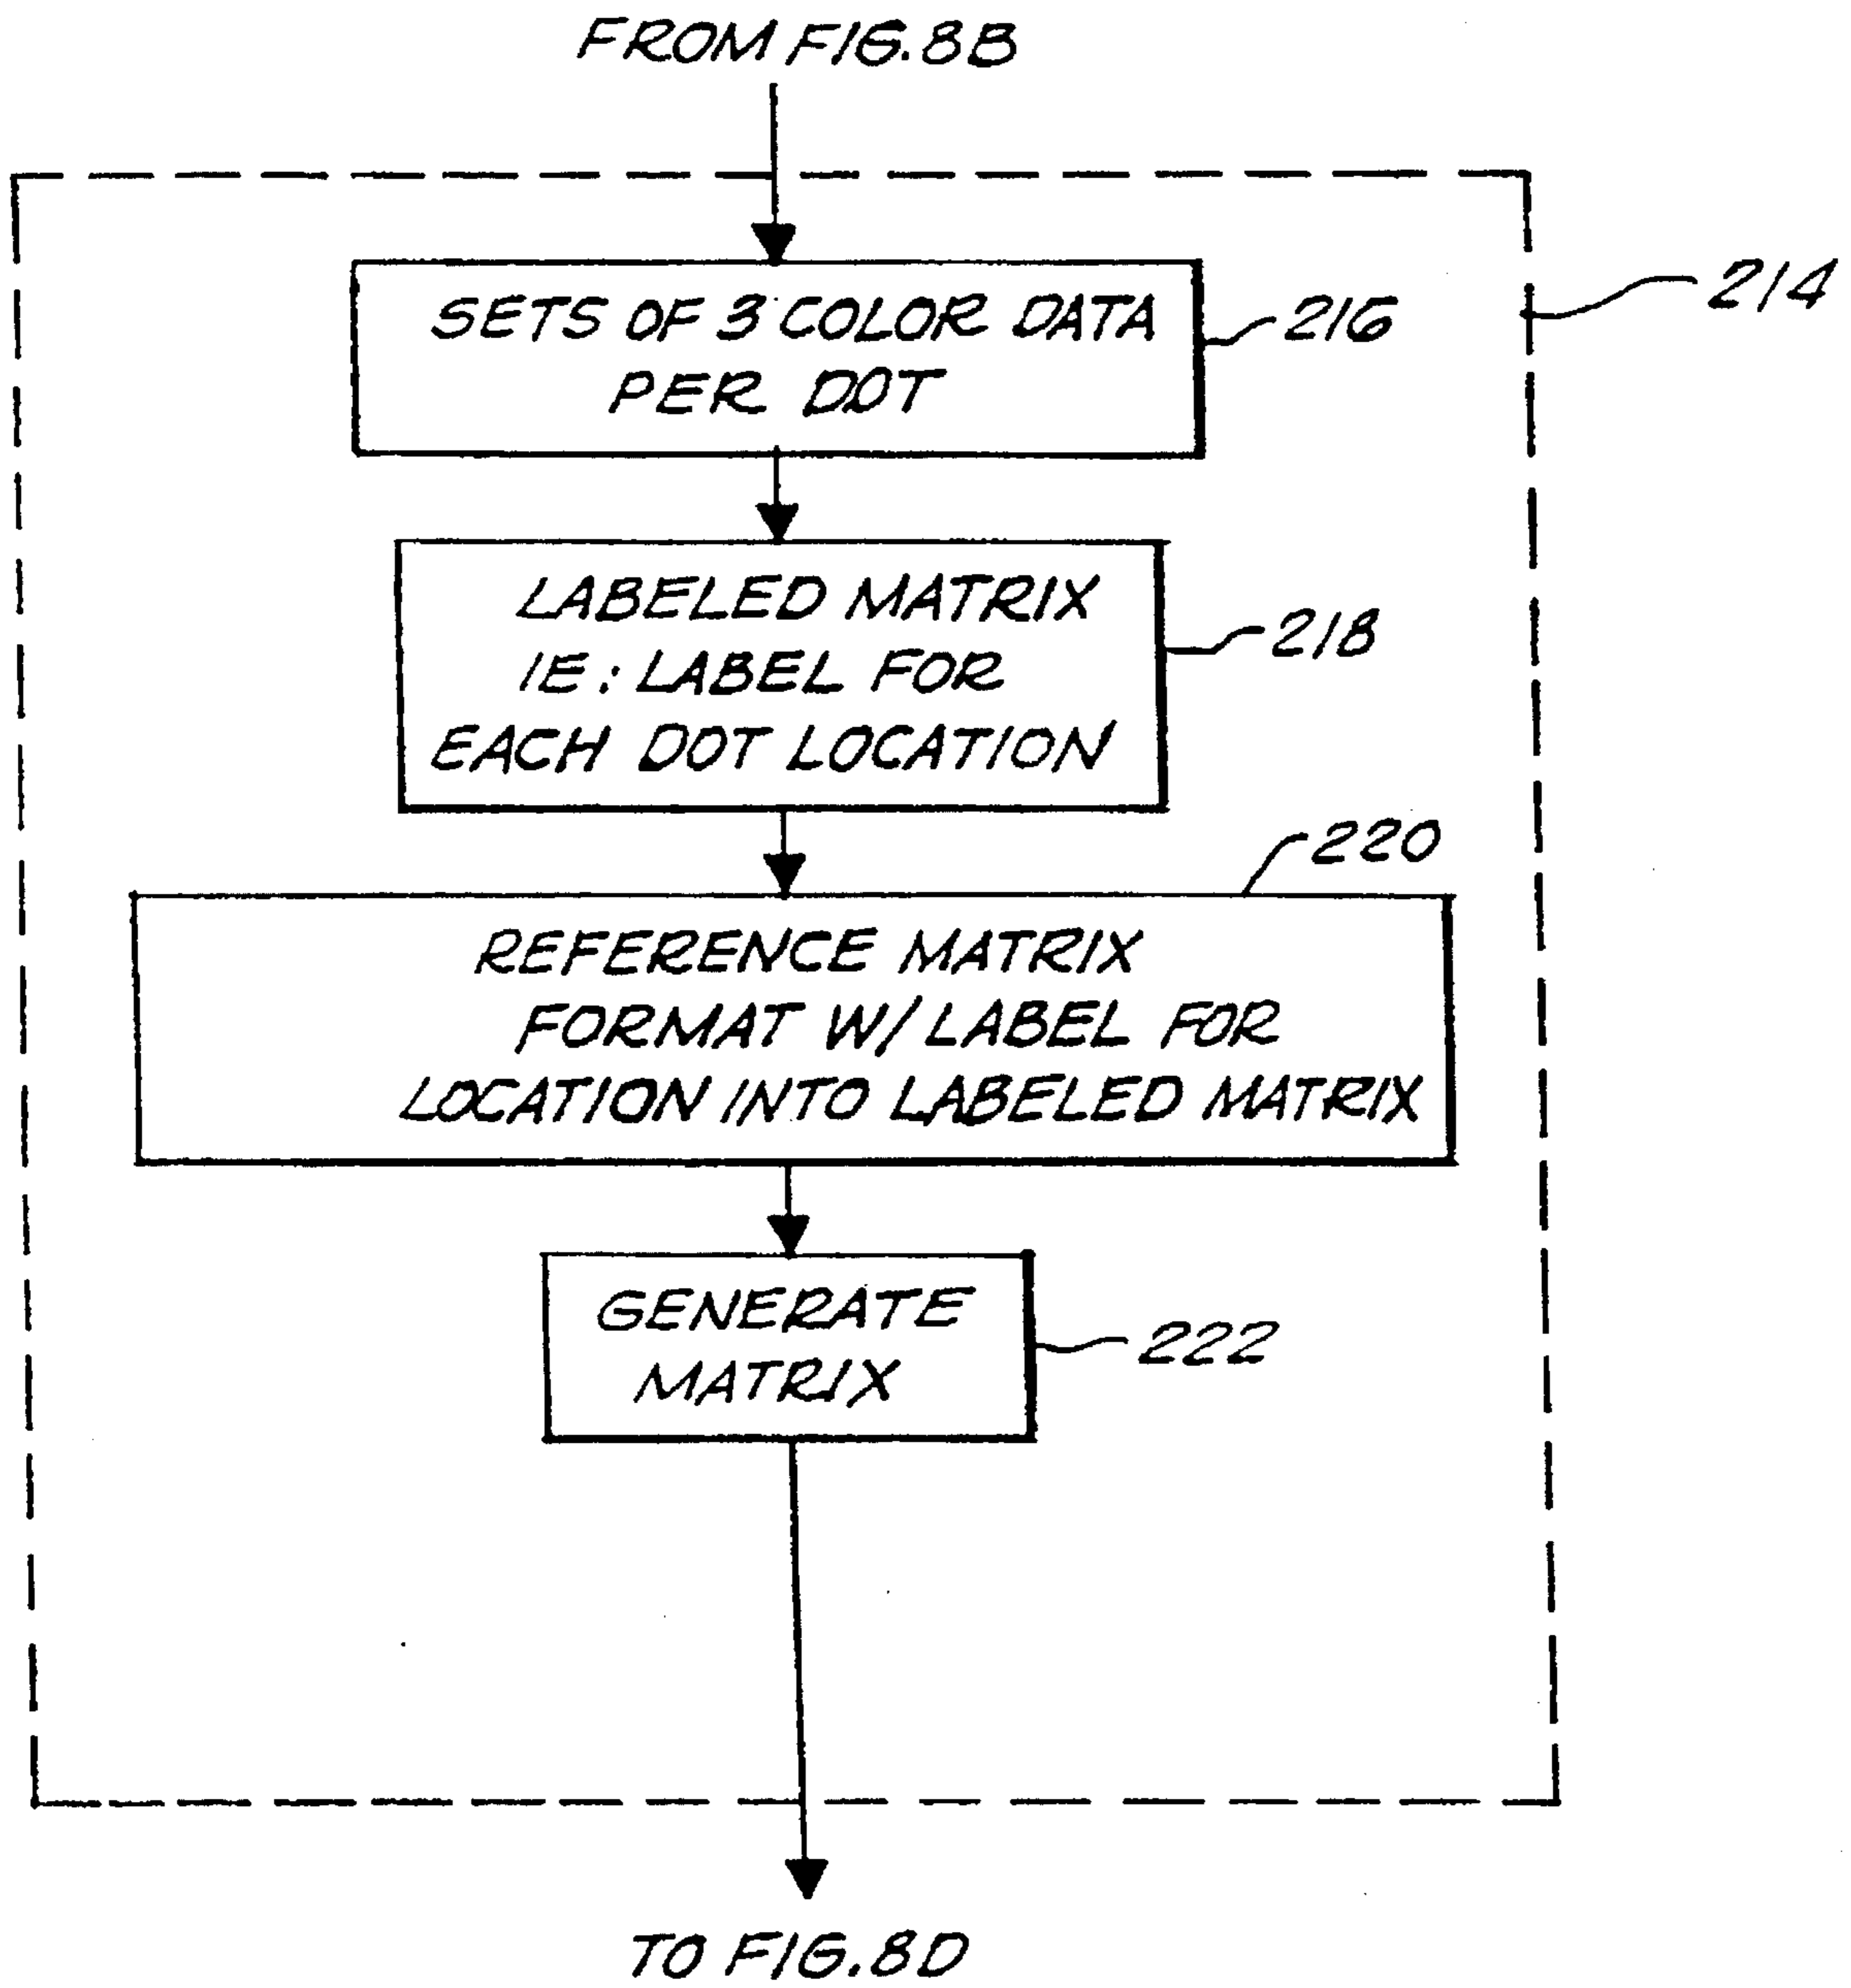 FROM FIG. 8B
214
SETS OF 3 COLOR DATA
PER DOT
216
LABELED MATRIX
IE: LABEL FOR
EACH DOT LOCATION
218
220
REFERENCE MATRIX
FORMAT W/ LABEL FOR
LOCATION INTO LABELED MATRIX
GENERATE
MATRIX
222
TO FIG. 8D